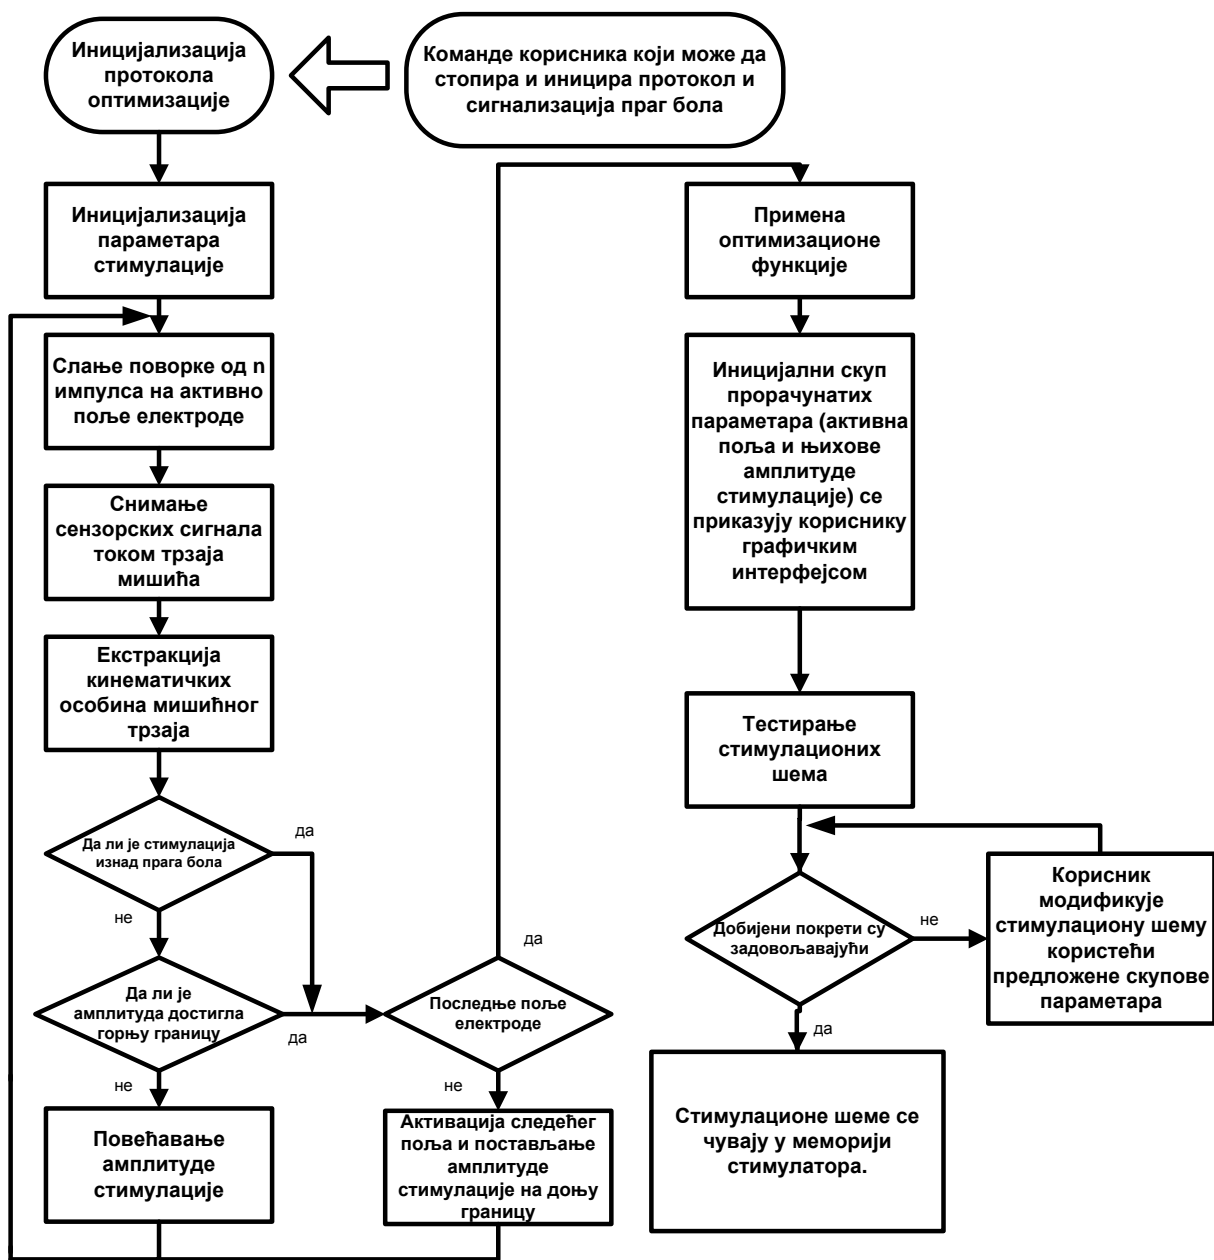 Иницијализација
протокола
оптимизације
Команде корисника који може да
стопира и иницира протокол и
сигнализација праг бола
Иницијализација
параметара
стимулације
Слање поворке од n
импулса на активно
поље електроде
Снимање
сензорских сигнала
током трзаја
мишића
Екстракција
кинематичких
особина мишићног
трзаја
Да ли је стимулација
изнад прага бола
да
не
Да ли је
амплитуда достигла
горњу границу
да
не
Повећавање
амплитуде
стимулације
Последње поље
електроде
да
не
Активација следећег
поља и постављање
амплитуде
стимулације на доњу
границу
Примена
оптимизационе
функције
Иницијални скуп
прорачунатих
параметара (активна
поља и њихове
амплитуде
стимулације) се
приказују кориснику
графичким
интерфејсом
Тестирање
стимулационих
шема
Добијени покрети су
задовољавајући
не
да
Корисник
модификује
стимулациону шему
користећи
предложене скупове
параметара
Стимулационе шеме се
чувају у меморији
стимулатора.